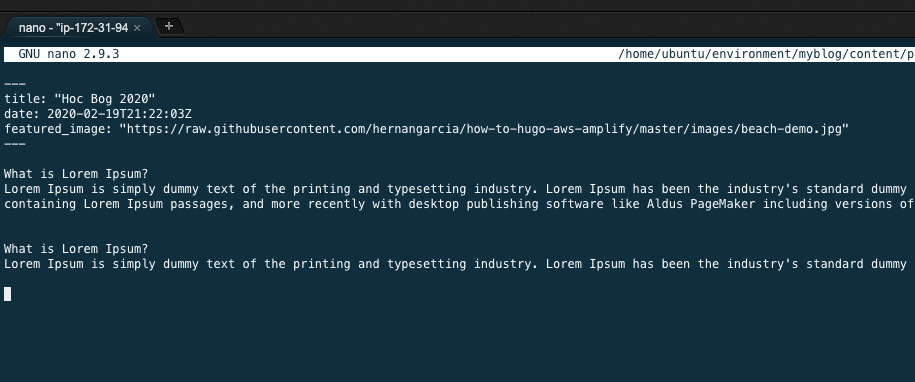 nano - "ip-172-31-94 × +
GNU nano 2.9.3 /home/ubuntu/environment/myblog/content/p
---
title: "Hoc Bog 2020"
date: 2020-02-19T21:22:03Z
featured_image: "https://raw.githubusercontent.com/hernangarcia/how-to-hugo-aws-amplify/master/images/beach-demo.jpg"
---
What is Lorem Ipsum?
Lorem Ipsum is simply dummy text of the printing and typesetting industry. Lorem Ipsum has been the industry's standard dummy
containing Lorem Ipsum passages, and more recently with desktop publishing software like Aldus PageMaker including versions of
What is Lorem Ipsum?
Lorem Ipsum is simply dummy text of the printing and typesetting industry. Lorem Ipsum has been the industry's standard dummy